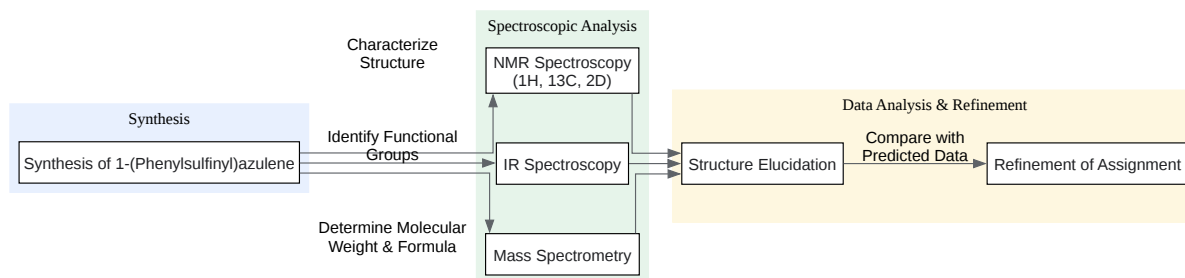 Spectroscopic Analysis
Characterize
Structure
NMR Spectroscopy
(1H, 13C, 2D)
Synthesis
Data Analysis & Refinement
Synthesis of 1-(Phenylsulfinyl)azulene
Identify Functional
Groups
IR Spectroscopy
Structure Elucidation
Compare with
Predicted Data
Refinement of Assignment
Determine Molecular
Weight & Formula
Mass Spectrometry